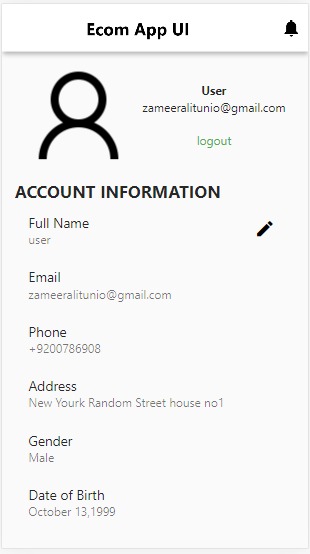 Ecom App UI
User
zameeralitunio@gmail.com
logout
ACCOUNT INFORMATION
Full Name
user
Email
zameeralitunio@gmail.com
Phone
+9200786908
Address
New Yourk Random Street house no1
Gender
Male
Date of Birth
October 13,1999